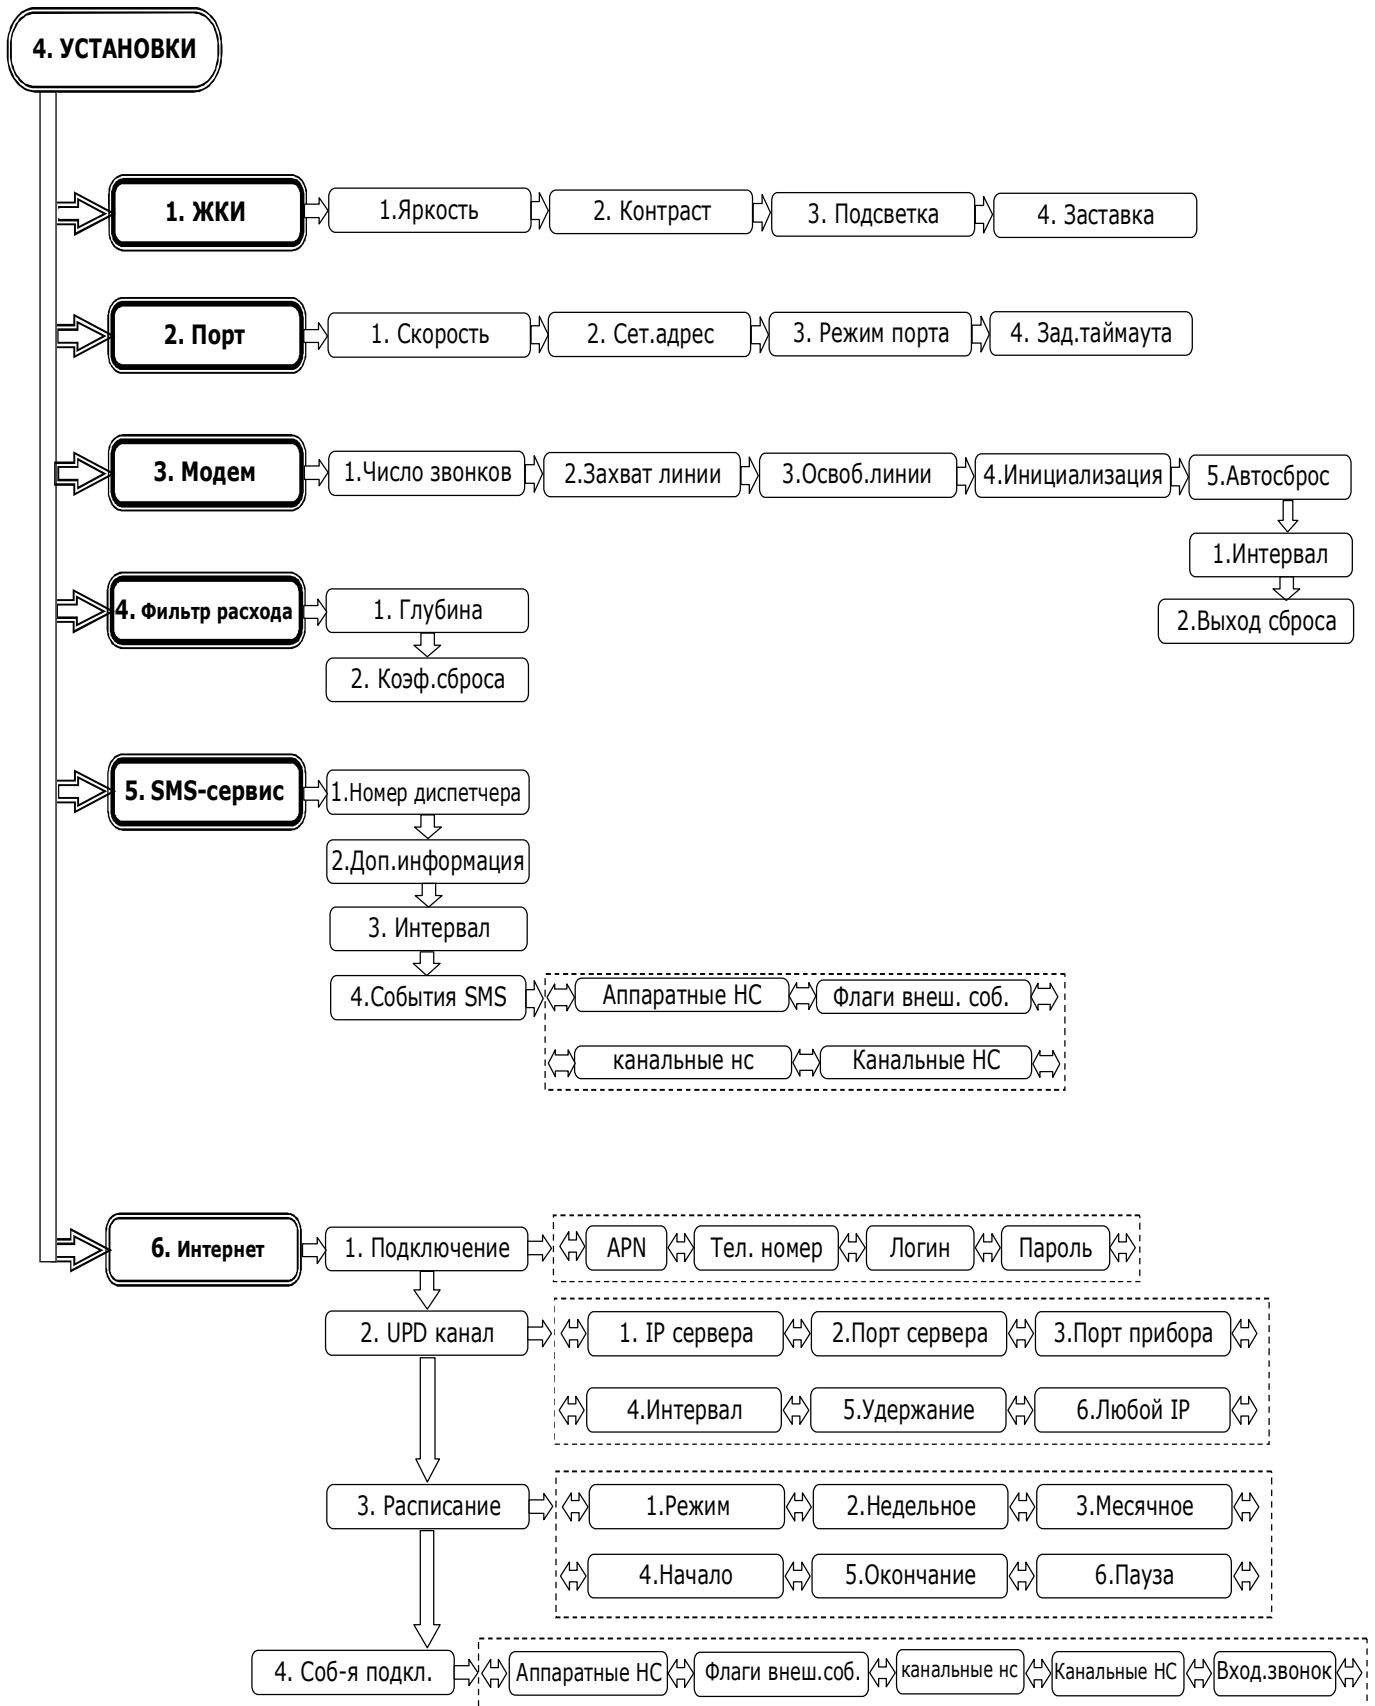 4. УСТАНОВКИ
1. ЖКИ
1.Яркость
2. Контраст
3. Подсветка
4. Заставка
2. Порт
1. Скорость
2. Сет.адрес
3. Режим порта
4. Зад.таймаута
3. Модем
1.Число звонков
2.Захват линии
3.Освоб.линии
4.Инициализация
5.Автосброс
1.Интервал
2.Выход сброса
4. Фильтр расхода
1. Глубина
2. Коэф.сброса
5. SMS-сервис
1.Номер диспетчера
2.Доп.информация
3. Интервал
4.События SMS
Аппаратные НС
Флаги внеш. соб.
канальные нс
Канальные НС
6. Интернет
1. Подключение
APN
Тел. номер
Логин
Пароль
2. UPD канал
1. IP сервера
2.Порт сервера
3.Порт прибора
4.Интервал
5.Удержание
6.Любой IP
3. Расписание
1.Режим
2.Недельное
3.Месячное
4.Начало
5.Окончание
6.Пауза
4. Соб-я подкл.
Аппаратные НС
Флаги внеш.соб.
канальные нс
Канальные НС
Вход.звонок